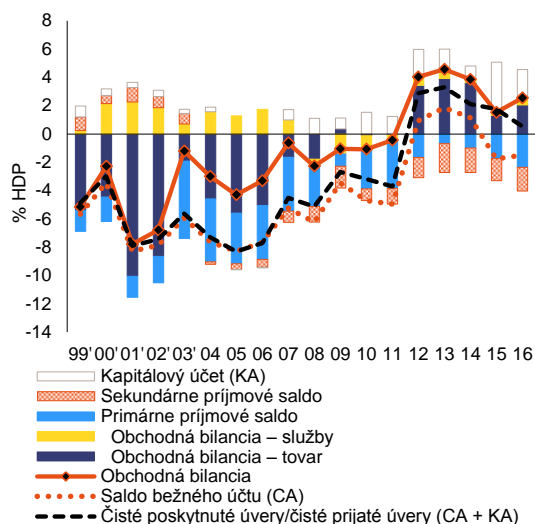 8
6
4
2
0
-2
-4
-6
-8
-10
-12
-14
% HDP
99' 00' 01' 02' 03' 04 05 06 07 08 09 10 11 12 13 14 15 16
Kapitálový účet (KA)
Sekundárne príjmové saldo
Primárne príjmové saldo
Obchodná bilancia – služby
Obchodná bilancia – tovar
Obchodná bilancia
Saldo bežného účtu (CA)
Čisté poskytnuté úvery/čisté prijaté úvery (CA + KA)